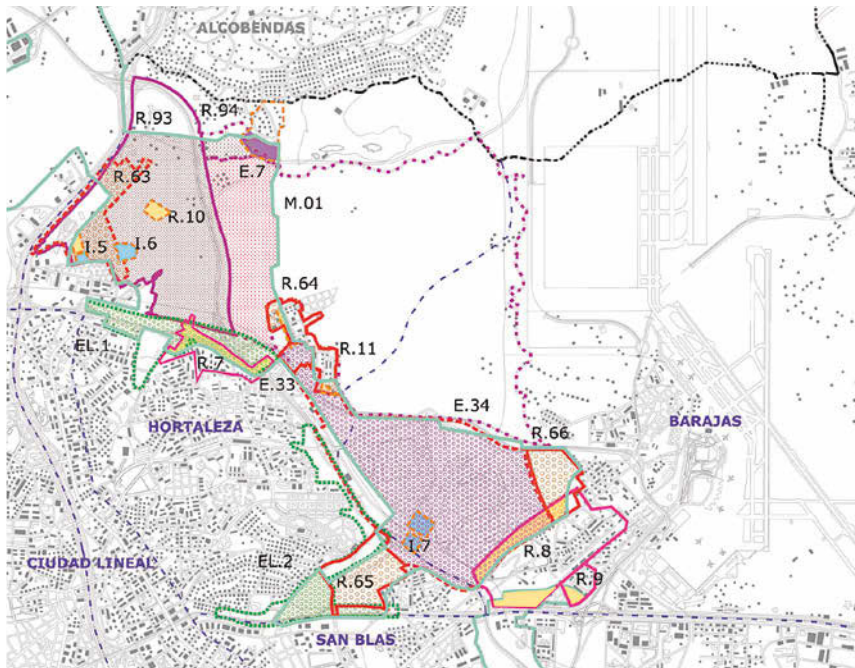 ALCOBENDAS
R.93
R.94
R.63
E.7
R.10
M.01
I.5
I.6
R.64
EL.1
R.7
R.11
E.33
E.34
HORTALEZA
R.66
BARAJAS
I.7
R.8
EL.2
CIUDAD LINEAL
R.65
R.9
SAN BLAS